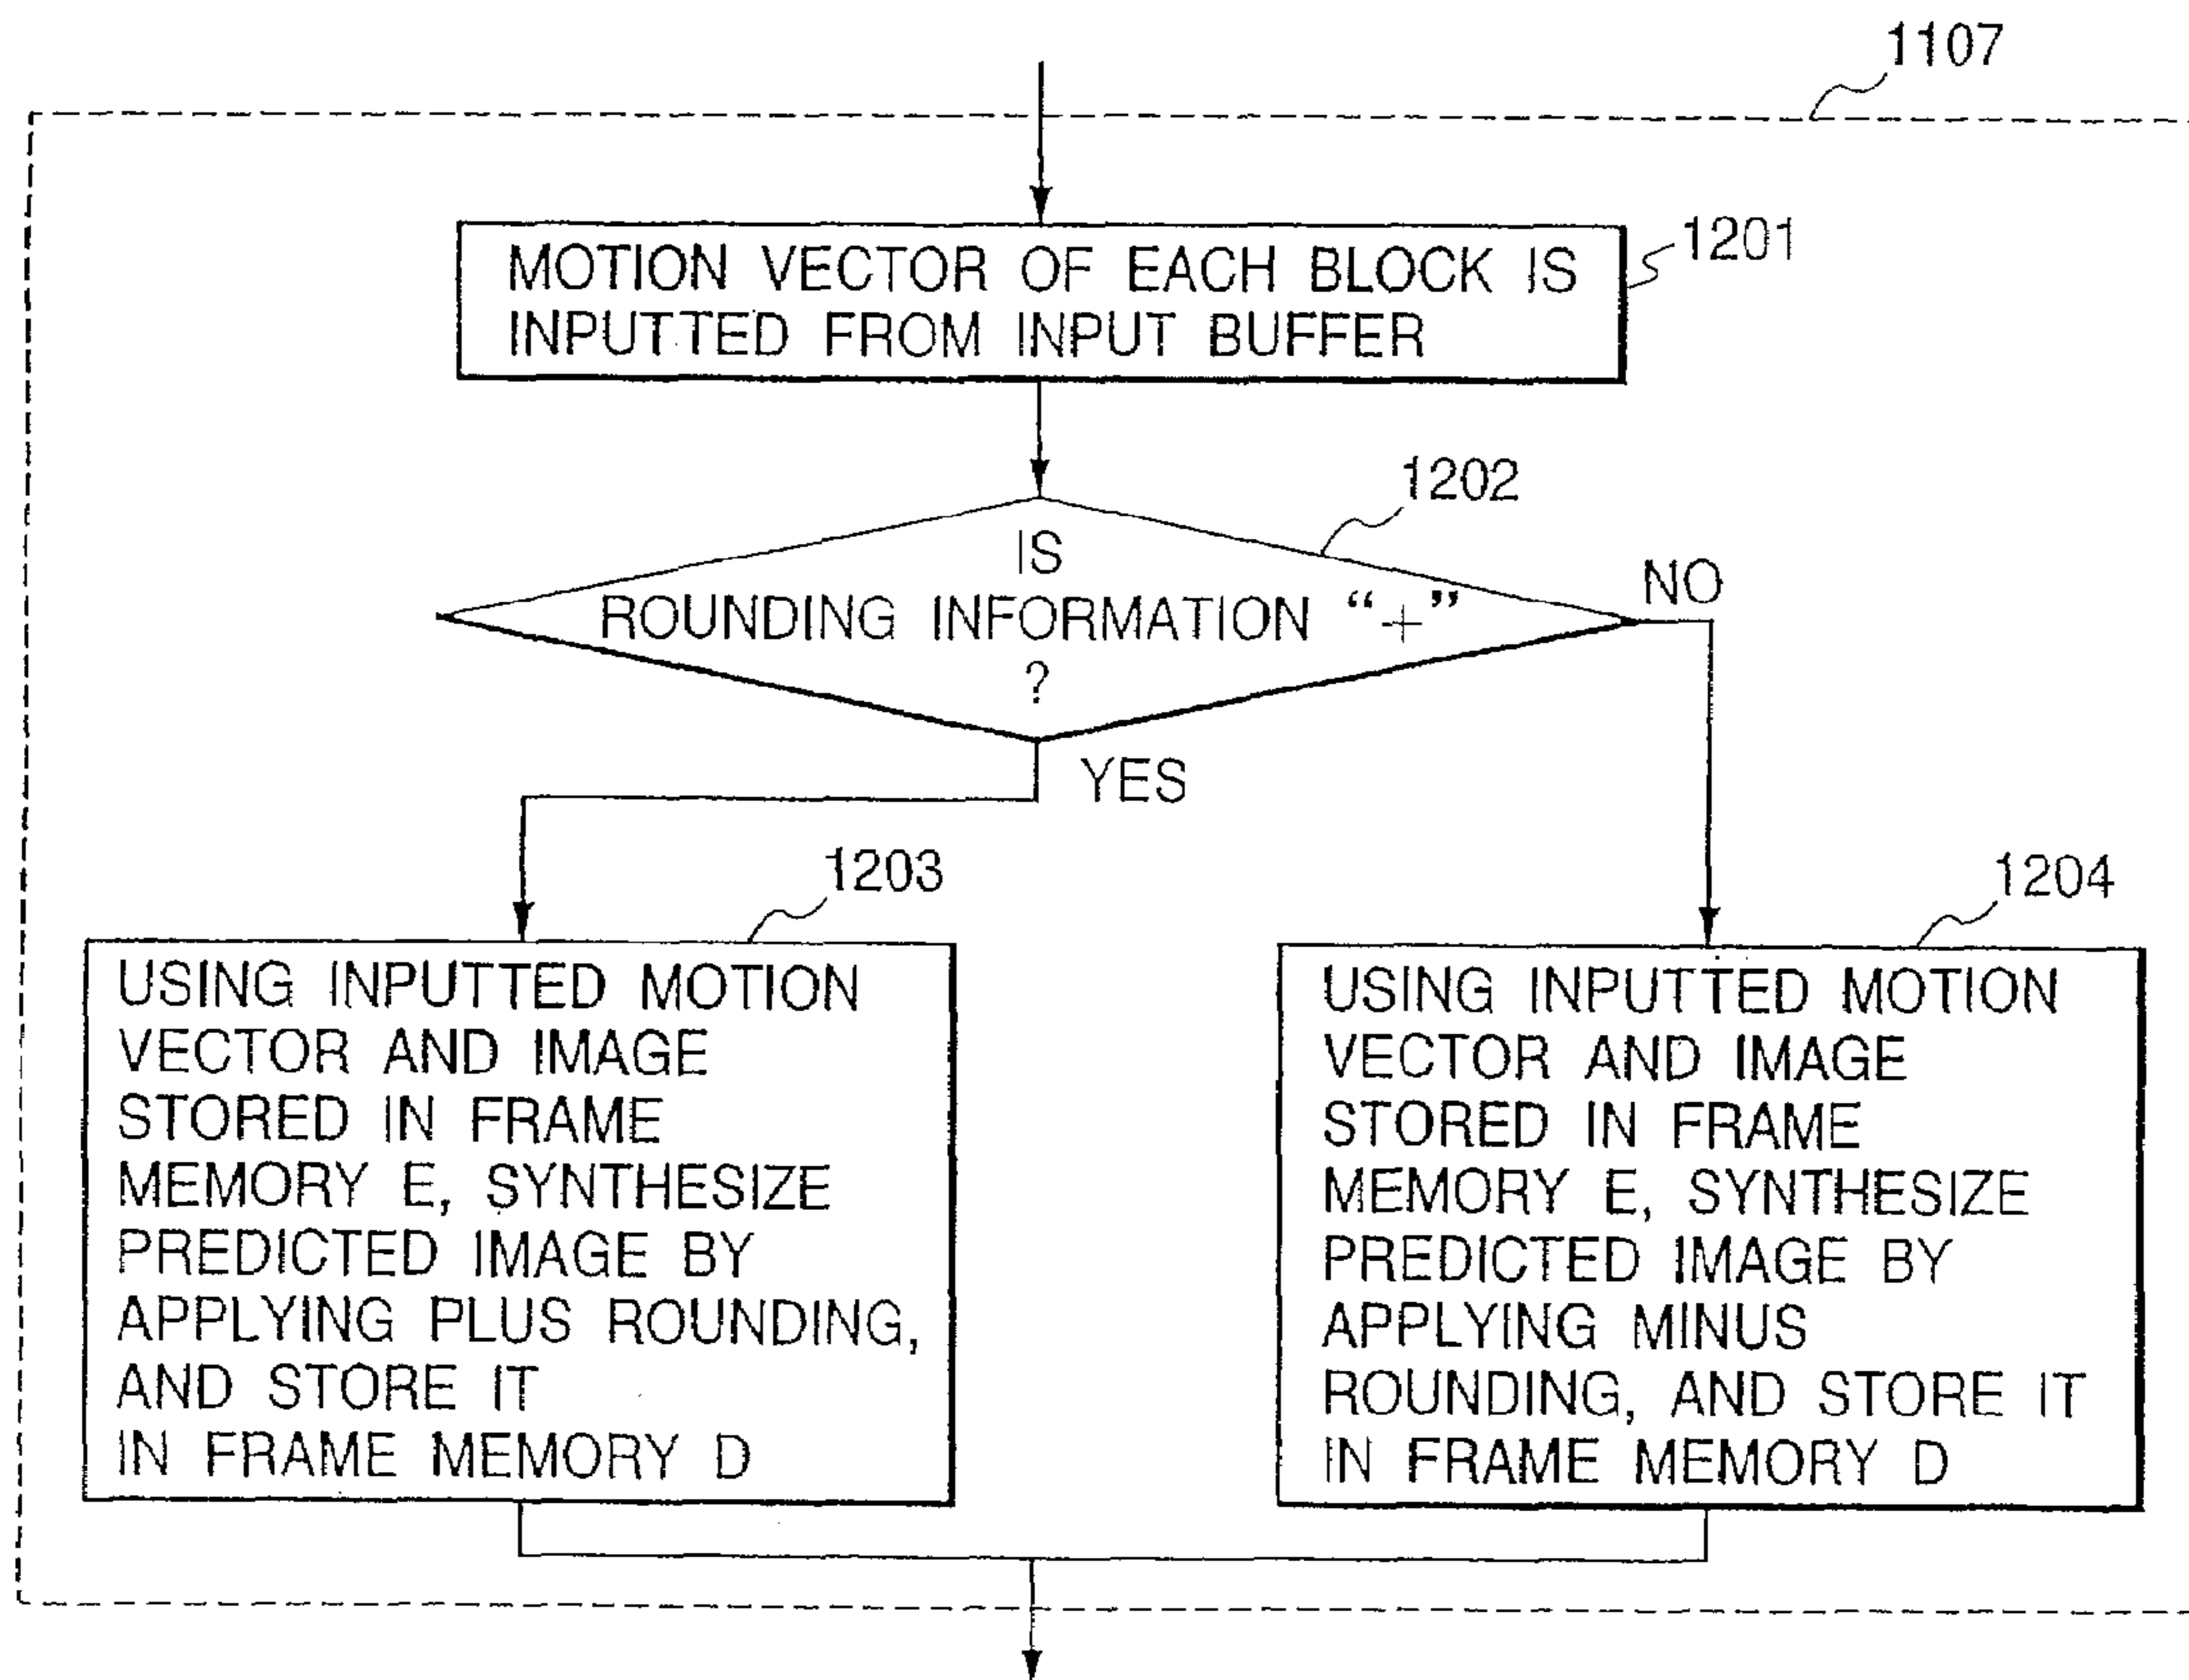 1107
MOTION VECTOR OF EACH BLOCK IS
INPUTTED FROM INPUT BUFFER
1201
1202
IS
ROUNDING INFORMATION “+”
?
NO
YES
1203
USING INPUTTED MOTION
VECTOR AND IMAGE
STORED IN FRAME
MEMORY E, SYNTHESIZE
PREDICTED IMAGE BY
APPLYING PLUS ROUNDING,
AND STORE IT
IN FRAME MEMORY D
1204
USING INPUTTED MOTION
VECTOR AND IMAGE
STORED IN FRAME
MEMORY E, SYNTHESIZE
PREDICTED IMAGE BY
APPLYING MINUS
ROUNDING, AND STORE IT
IN FRAME MEMORY D